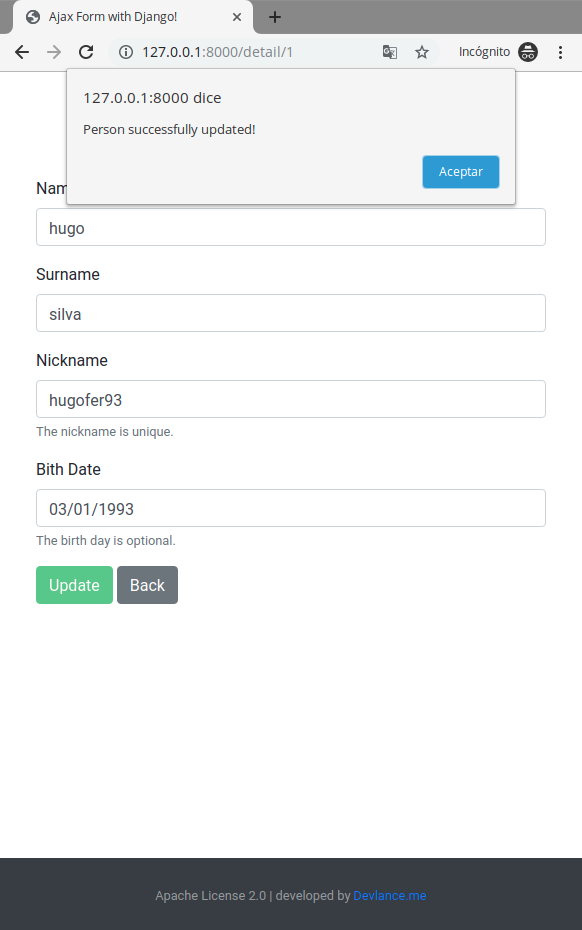 Ajax Form with Django!
127.0.0.1:8000/detail/1
Incógnito
127.0.0.1:8000 dice
Person successfully updated!
Aceptar
hugo
Surname
silva
Nickname
hugofer93
The nickname is unique.
Bith Date
03/01/1993
The birth day is optional.
Update Back
Apache License 2.0 | developed by Devlance.me